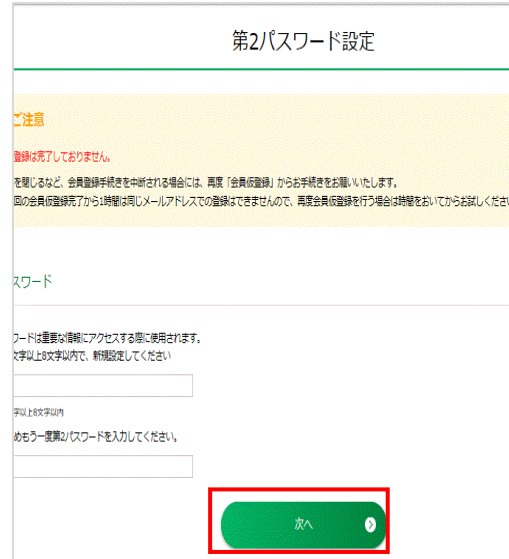 第2パスワード設定
ご注意
登録は完了しておりません。
を閉じるなど、会員登録手続きを中断される場合には、再度「会員仮登録」からお手続きをお願いいたします。
回の会員仮登録完了から1時間は同じメールアドレスでの登録はできませんので、再度会員仮登録を行う場合は時間をおいてからお試しください
スワード
ワードは重要な情報にアクセスする際に使用されます。
文字以上8文字以内で、新規設定してください
字以上8文字以内
めもう一度第2パスワードを入力してください。
次へ